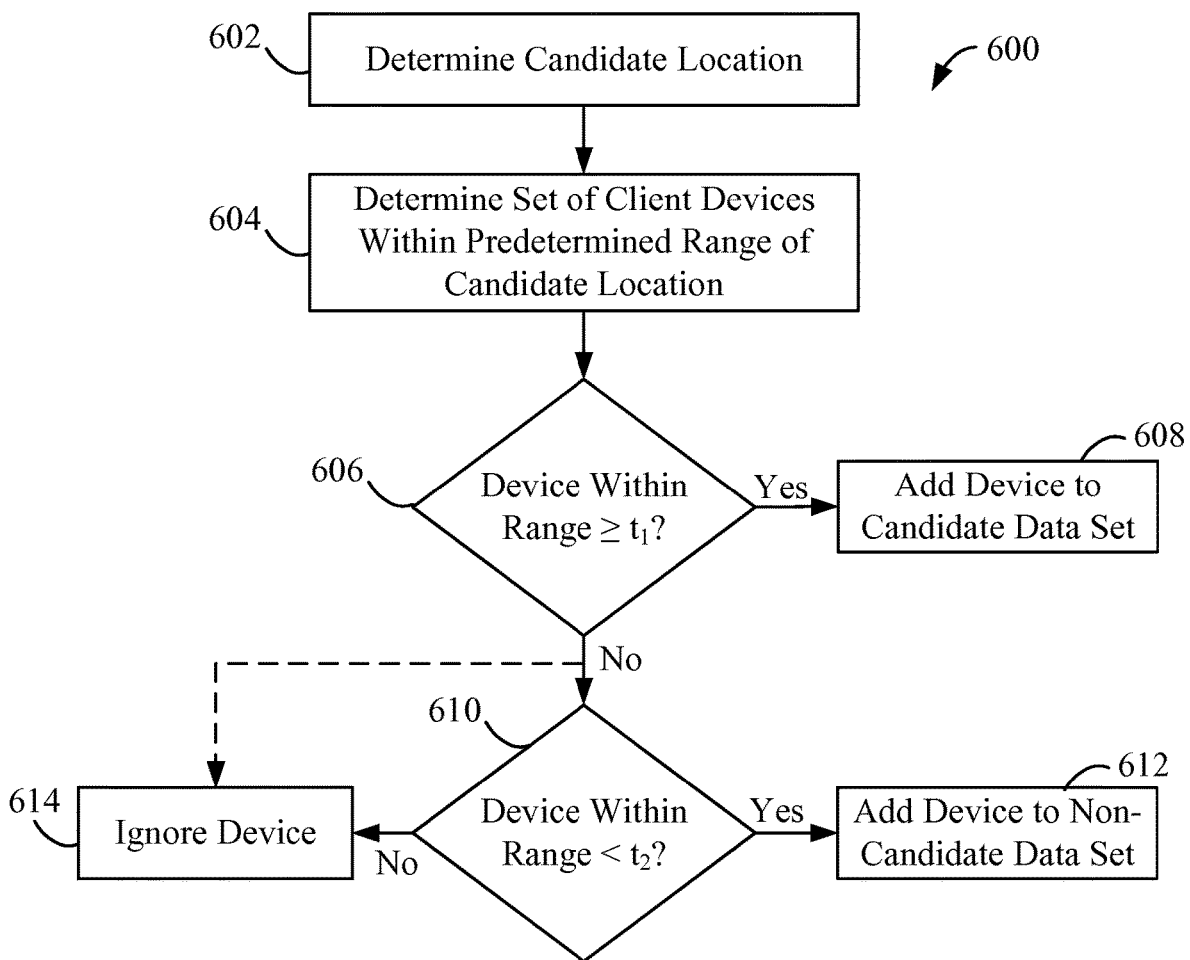 602
Determine Candidate Location
600
604
Determine Set of Client Devices
Within Predetermined Range of
Candidate Location
606
Device Within
Range ≥ t₁?
Yes
608
Add Device to
Candidate Data Set
No
610
Device Within
Range < t₂?
Yes
612
Add Device to Non-
Candidate Data Set
No
614
Ignore Device